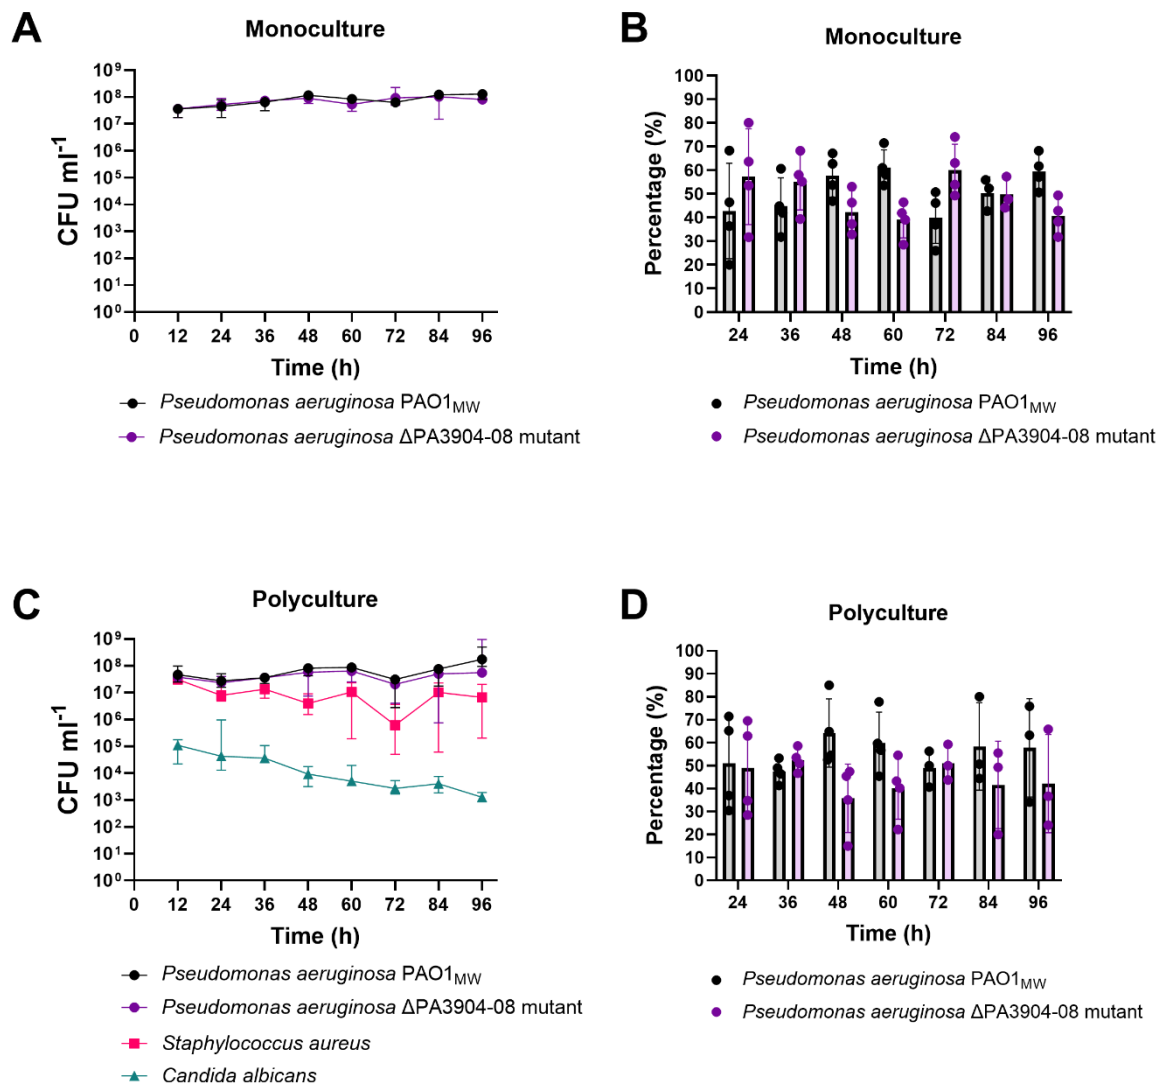 A
Monoculture
CFU ml⁻¹
10⁹
10⁸
10⁷
10⁶
10⁵
10⁴
10³
10²
10¹
10⁰
0 12 24 36 48 60 72 84 96
Time (h)
Pseudomonas aeruginosa PAO1MW
Pseudomonas aeruginosa ΔPA3904-08 mutant
B
Monoculture
Percentage (%)
100
90
80
70
60
50
40
30
20
10
0
24 36 48 60 72 84 96
Time (h)
Pseudomonas aeruginosa PAO1MW
Pseudomonas aeruginosa ΔPA3904-08 mutant
C
Polyculture
CFU ml⁻¹
10⁹
10⁸
10⁷
10⁶
10⁵
10⁴
10³
10²
10¹
10⁰
0 12 24 36 48 60 72 84 96
Time (h)
Pseudomonas aeruginosa PAO1MW
Pseudomonas aeruginosa ΔPA3904-08 mutant
Staphylococcus aureus
Candida albicans
D
Polyculture
Percentage (%)
100
90
80
70
60
50
40
30
20
10
0
24 36 48 60 72 84 96
Time (h)
Pseudomonas aeruginosa PAO1MW
Pseudomonas aeruginosa ΔPA3904-08 mutant